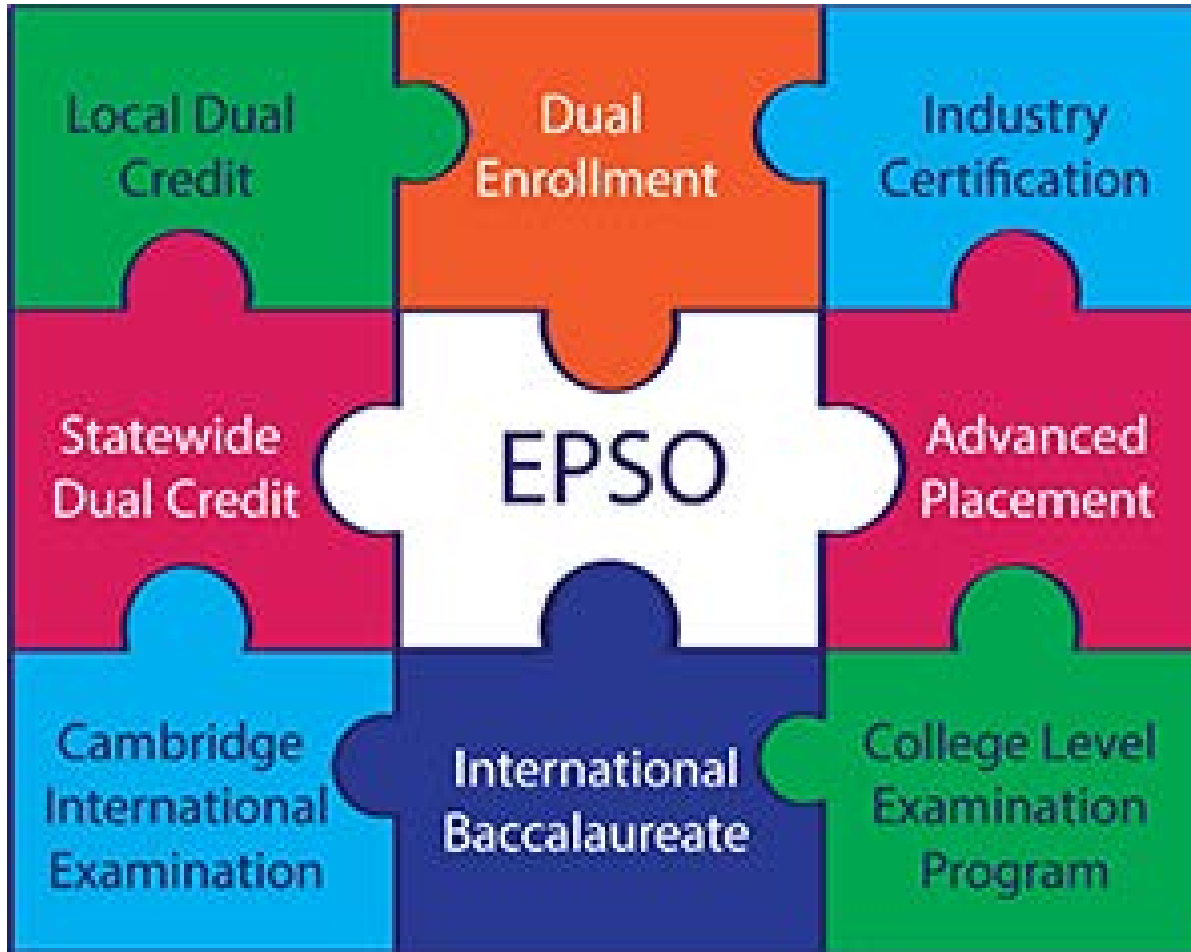 Local Dual
Credit
Dual
Enrollment
Industry
Certification
Statewide
Dual Credit
EPSO
Advanced
Placement
Cambridge
International
Examination
International
Baccalaureate
College Level
Examination
Program